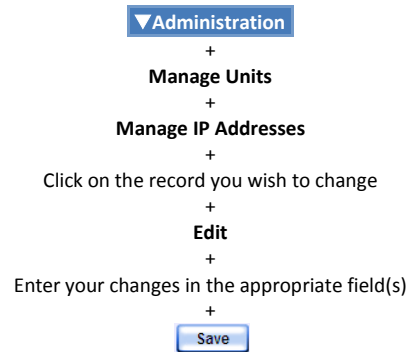 ▼Administration
+
Manage Units
+
Manage IP Addresses
+
Click on the record you wish to change
+
Edit
+
Enter your changes in the appropriate field(s)
+
Save